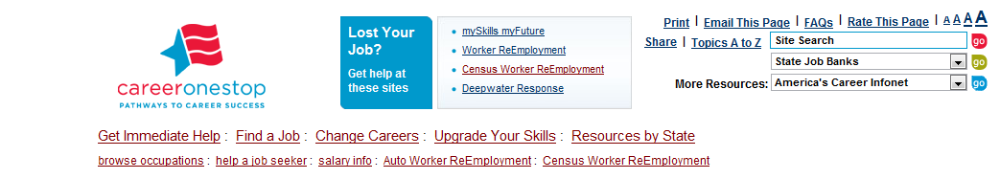 careeronestop
PATHWAYS TO CAREER SUCCESS
Lost Your
Job?
Get help at
these sites
mySkills myFuture
Worker ReEmployment
Census Worker ReEmployment
Deepwater Response
Print | Email This Page | FAQs | Rate This Page | A A A A
Share | Topics A to Z Site Search go
State Job Banks go
More Resources: America's Career Infonet go
Get Immediate Help : Find a Job : Change Careers : Upgrade Your Skills : Resources by State
browse occupations : help a job seeker : salary info : Auto Worker ReEmployment : Census Worker ReEmployment